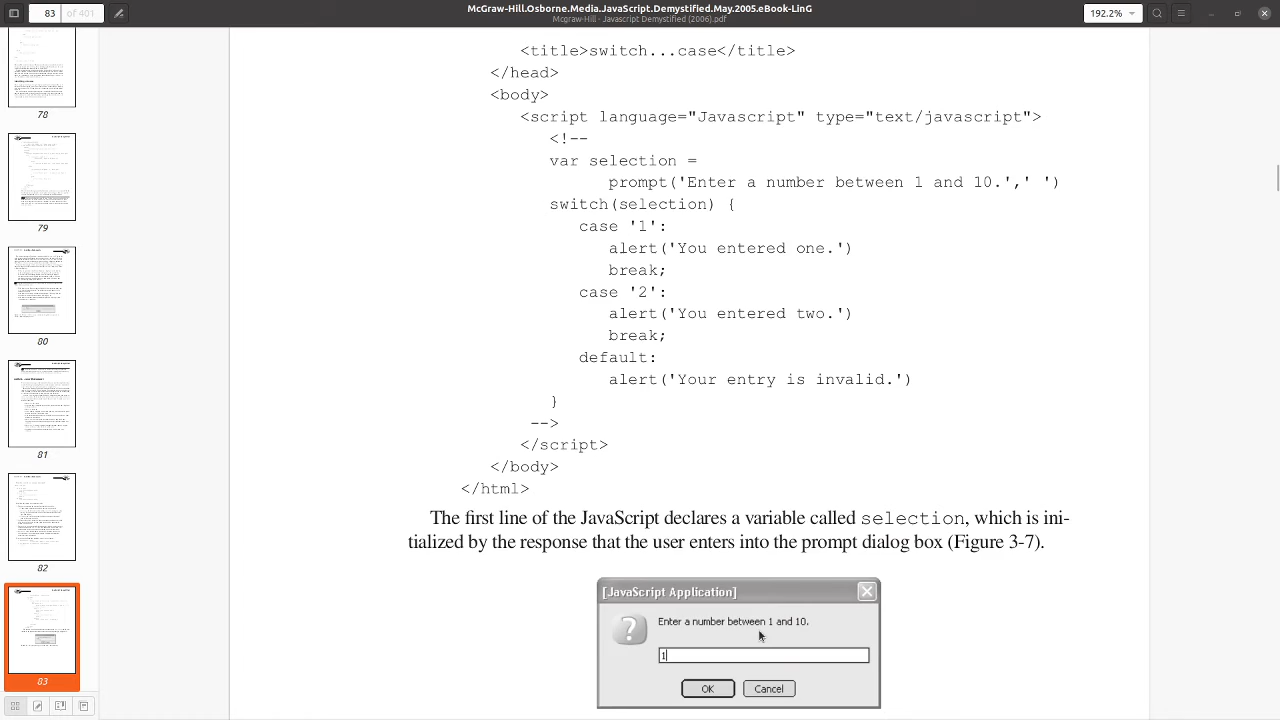 83 of 401
McGraw.Hill.Osborne.Media.JavaScript.Demystified.May.2005.eBook-LinG
Mcgraw-Hill - Javascript Demystified (2006).pdf
192.2%
<title>switch...case</title>
</head>
<body>
<script language="Javascript" type="text/javascript">
<!--
var selection =
prompt('Enter a number between 1 and 10.',' ')
switch(selection) {
case '1':
alert('You entered one.')
break;
case '2':
alert('You entered two.')
break;
default:
alert('Your entry is invalid.')
}
-->
</script>
</body>
</html>
The first line of the JavaScript declares a variable called selection, which is ini-
tialized by the response that the user enters into the prompt dialog box (Figure 3-7).
[JavaScript Application]
Enter a number between 1 and 10.
1
OK Cancel
78
79
80
81
82
83